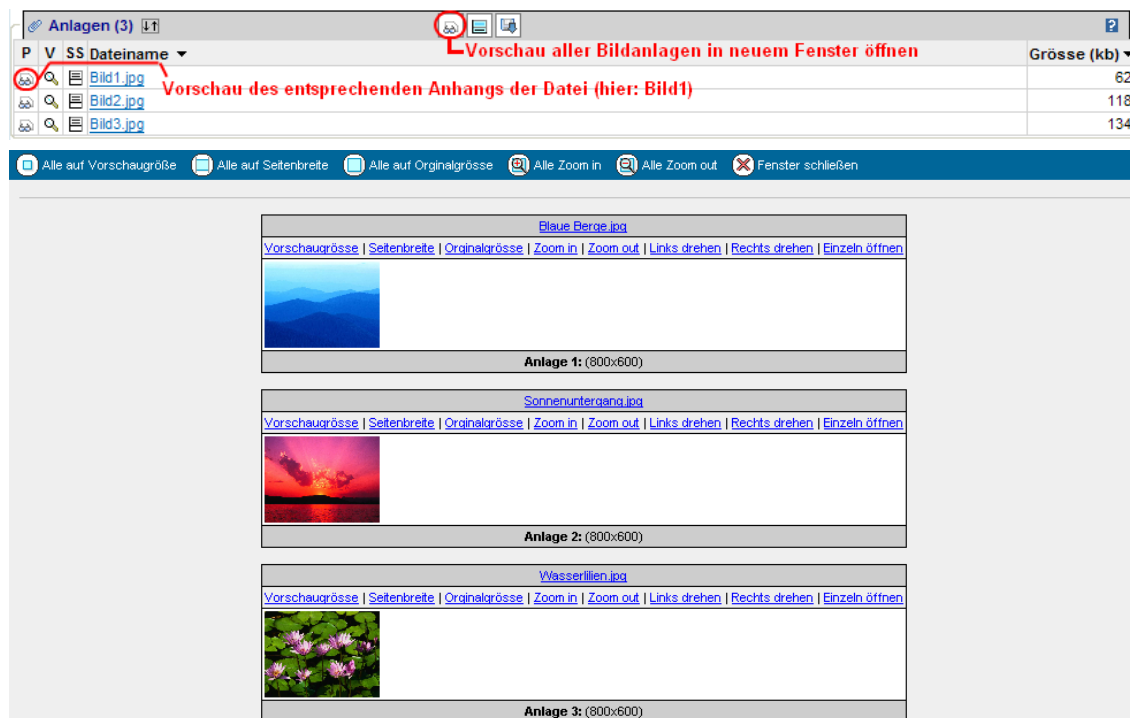 Anlagen (3)
Vorschau aller Bildanlagen in neuem Fenster öffnen
P V SS Dateiname Grösse (kb)
Bild1.jpg 62
Vorschau des entsprechenden Anhangs der Datei (hier: Bild1)
Bild2.jpg 118
Bild3.jpg 134
Alle auf Vorschaugröße Alle auf Seitenbreite Alle auf Orginalgrösse Alle Zoom in Alle Zoom out Fenster schließen
Blaue Berge.jpg
Vorschaugrösse | Seitenbreite | Orginalgrösse | Zoom in | Zoom out | Links drehen | Rechts drehen | Einzeln öffnen
Anlage 1: (800x600)
Sonnenuntergang.jpg
Vorschaugrösse | Seitenbreite | Orginalgrösse | Zoom in | Zoom out | Links drehen | Rechts drehen | Einzeln öffnen
Anlage 2: (800x600)
Wasserlilien.jpg
Vorschaugrösse | Seitenbreite | Orginalgrösse | Zoom in | Zoom out | Links drehen | Rechts drehen | Einzeln öffnen
Anlage 3: (800x600)